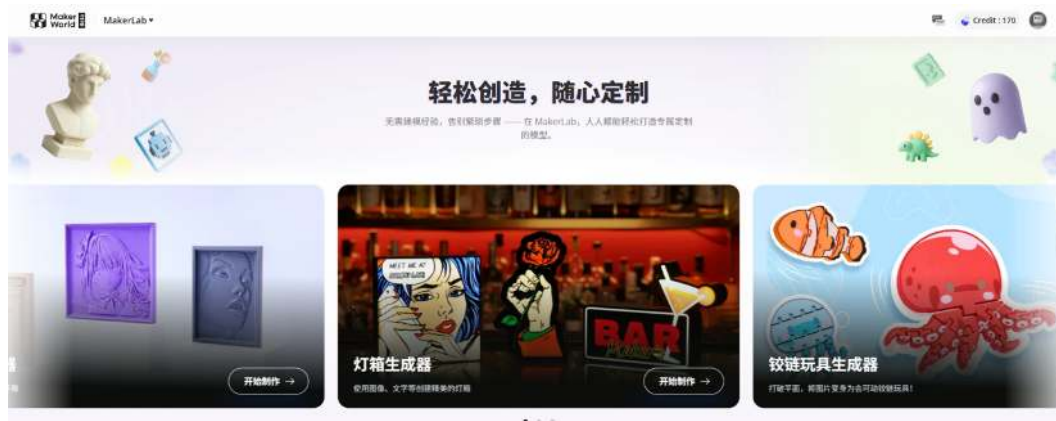 Maker World
MakerLab
Credit : 170
轻松创造，随心定制
无需建模经验，告别繁琐步骤 —— 在 MakerLab，人人都能轻松打造专属定制
的模型。
MEET ME AT
BAR
器
开始制作 →
灯箱生成器
使用图像、文字等创建精美的灯箱
开始制作 →
铰链玩具生成器
打破平面，将图片变身为会可动铰链玩具！